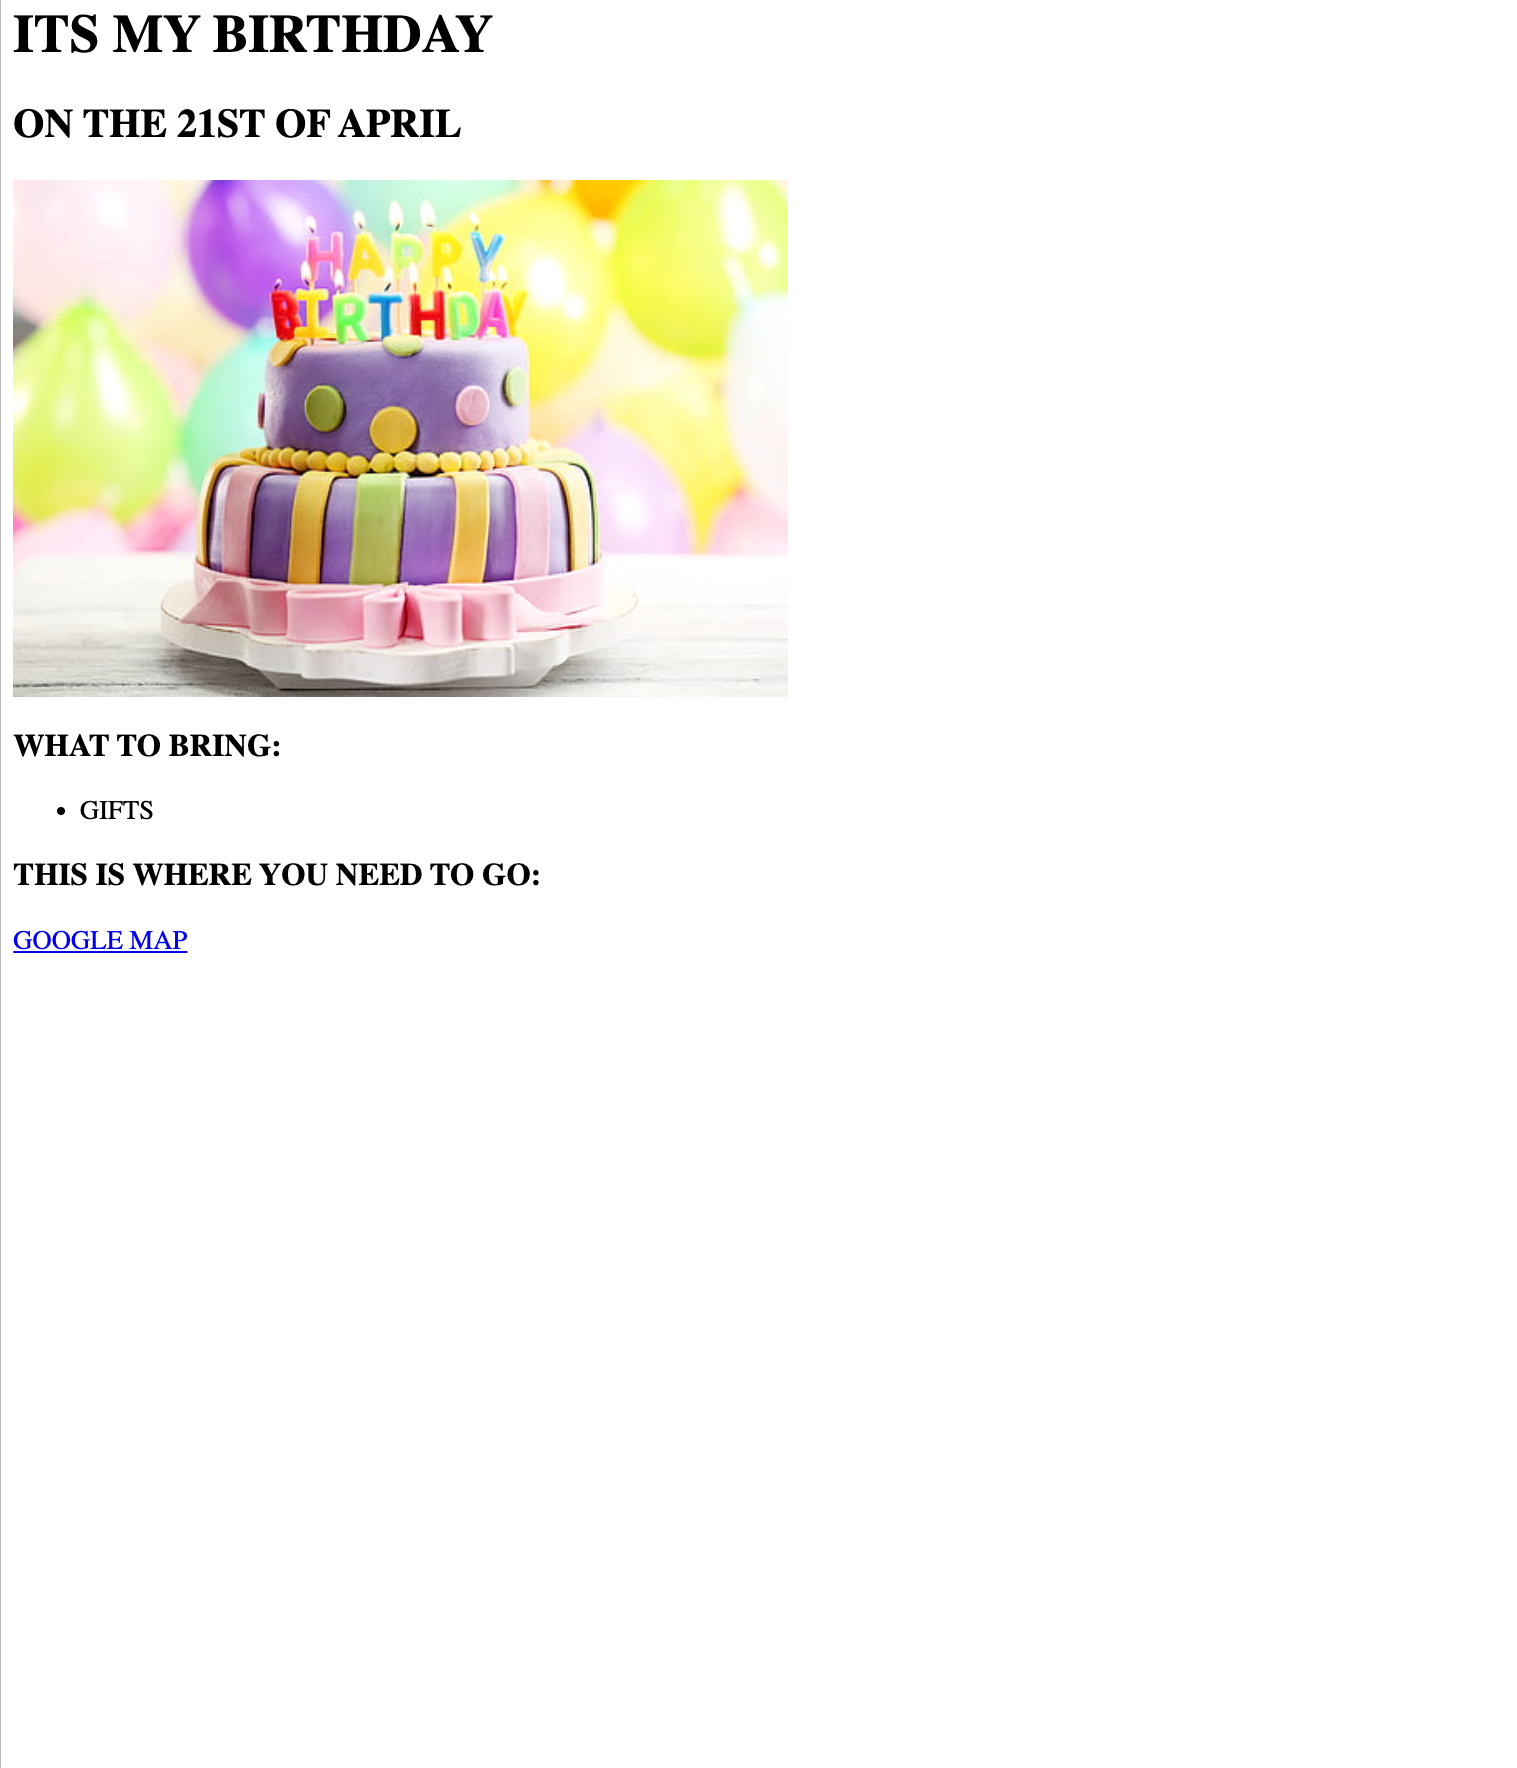 ITS MY BIRTHDAY
ON THE 21ST OF APRIL
HAPPY
BIRTHDAY
WHAT TO BRING:
GIFTS
THIS IS WHERE YOU NEED TO GO:
GOOGLE MAP